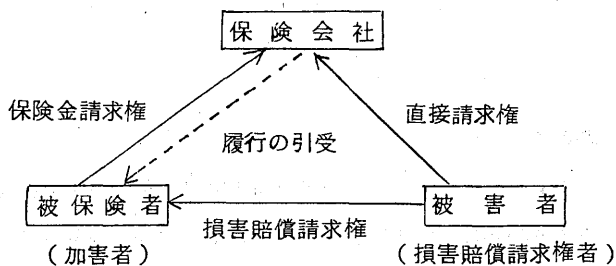 保険会社
保険金請求権
直接請求権
履行の引受
被保険者
被害者
損害賠償請求権
(加害者)
(損害賠償請求権者)